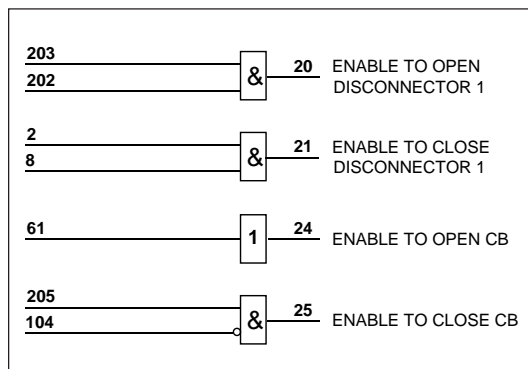 203
202
& 20 ENABLE TO OPEN
DISCONNECTOR 1
2
8
& 21 ENABLE TO CLOSE
DISCONNECTOR 1
61 1 24 ENABLE TO OPEN CB
205
104
& 25 ENABLE TO CLOSE CB